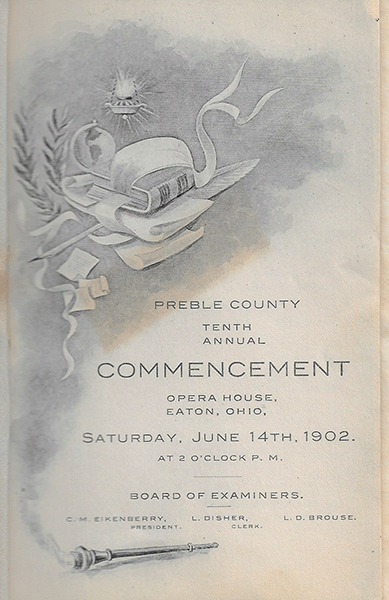 PREBLE COUNTY
TENTH
ANNUAL
COMMENCEMENT
OPERA HOUSE,
EATON, OHIO,
SATURDAY, JUNE 14TH, 1902.
AT 2 O'CLOCK P. M.
BOARD OF EXAMINERS.
C. M. EIKENBERRY, L. DISHER, L. D. BROUSE.
PRESIDENT. CLERK.